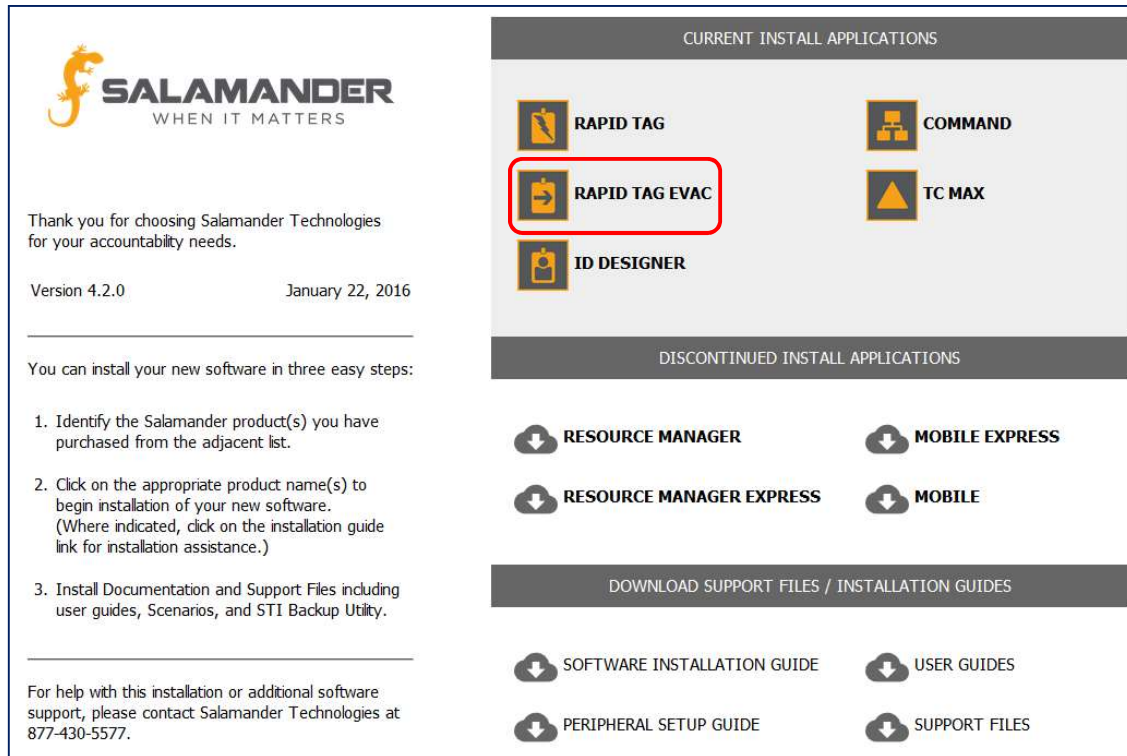 SALAMANDER
WHEN IT MATTERS
Thank you for choosing Salamander Technologies
for your accountability needs.
Version 4.2.0 January 22, 2016
You can install your new software in three easy steps:
1. Identify the Salamander product(s) you have
purchased from the adjacent list.
2. Click on the appropriate product name(s) to
begin installation of your new software.
(Where indicated, click on the installation guide
link for installation assistance.)
3. Install Documentation and Support Files including
user guides, Scenarios, and STI Backup Utility.
For help with this installation or additional software
support, please contact Salamander Technologies at
877-430-5577.
CURRENT INSTALL APPLICATIONS
RAPID TAG COMMAND
RAPID TAG EVAC TC MAX
ID DESIGNER
DISCONTINUED INSTALL APPLICATIONS
RESOURCE MANAGER MOBILE EXPRESS
RESOURCE MANAGER EXPRESS MOBILE
DOWNLOAD SUPPORT FILES / INSTALLATION GUIDES
SOFTWARE INSTALLATION GUIDE USER GUIDES
PERIPHERAL SETUP GUIDE SUPPORT FILES